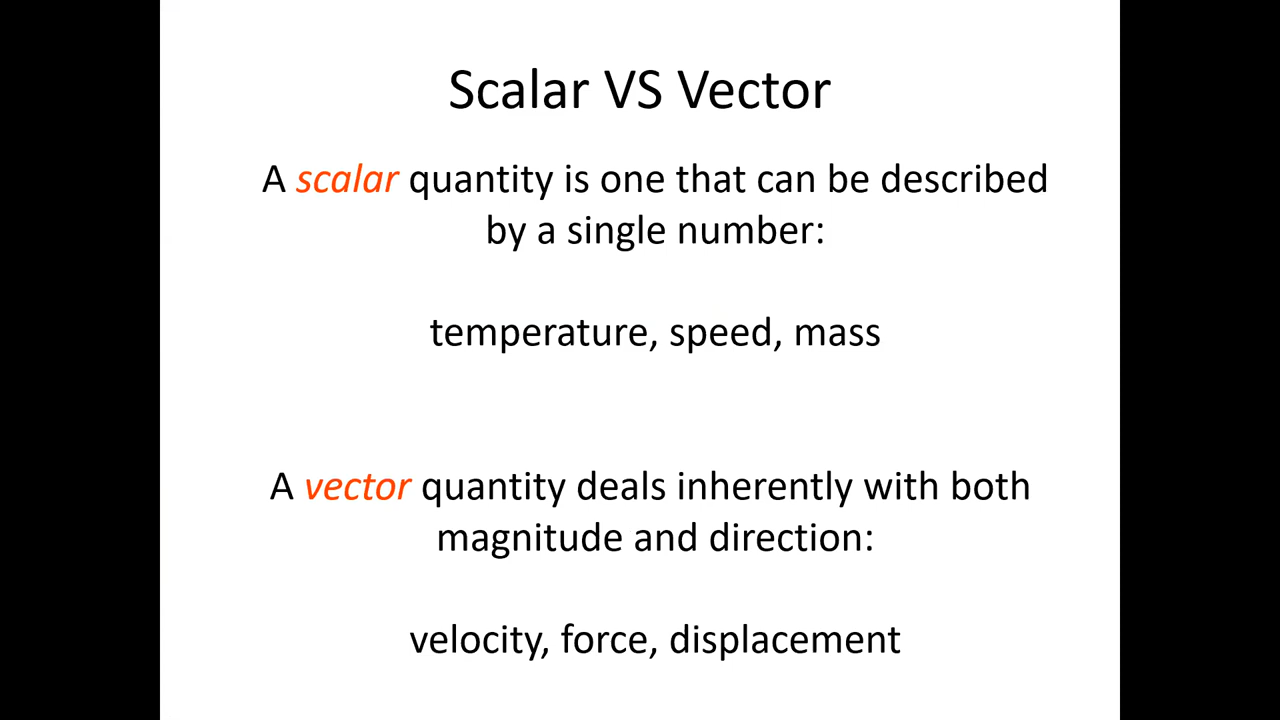 Scalar VS Vector
A scalar quantity is one that can be described
by a single number:
temperature, speed, mass
A vector quantity deals inherently with both
magnitude and direction:
velocity, force, displacement